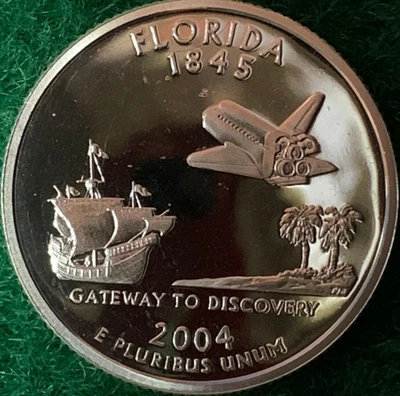 FLORIDA
1845
GATEWAY TO DISCOVERY
2004
E PLURIBUS UNUM